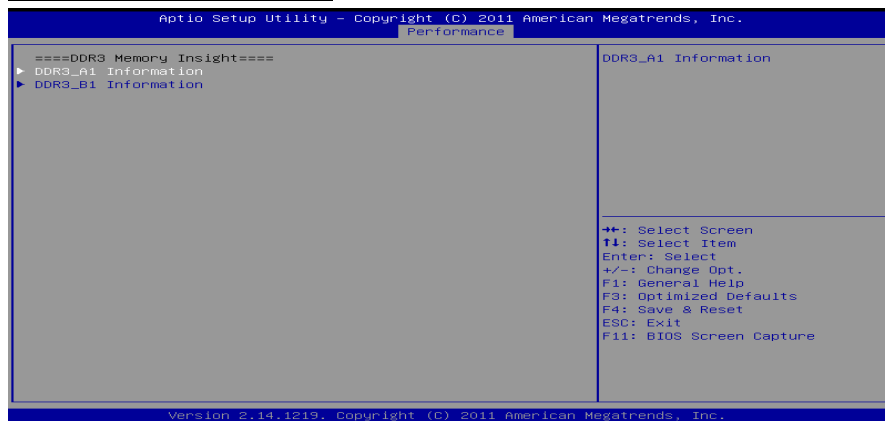 Aptio Setup Utility – Copyright (C) 2011 American Megatrends, Inc.
Performance
====DDR3 Memory Insight====
► DDR3_A1 Information
► DDR3_B1 Information
DDR3_A1 Information
→←: Select Screen
↑↓: Select Item
Enter: Select
+/-: Change Opt.
F1: General Help
F3: Optimized Defaults
F4: Save & Reset
ESC: Exit
F11: BIOS Screen Capture
Version 2.14.1219. Copyright (C) 2011 American Megatrends, Inc.